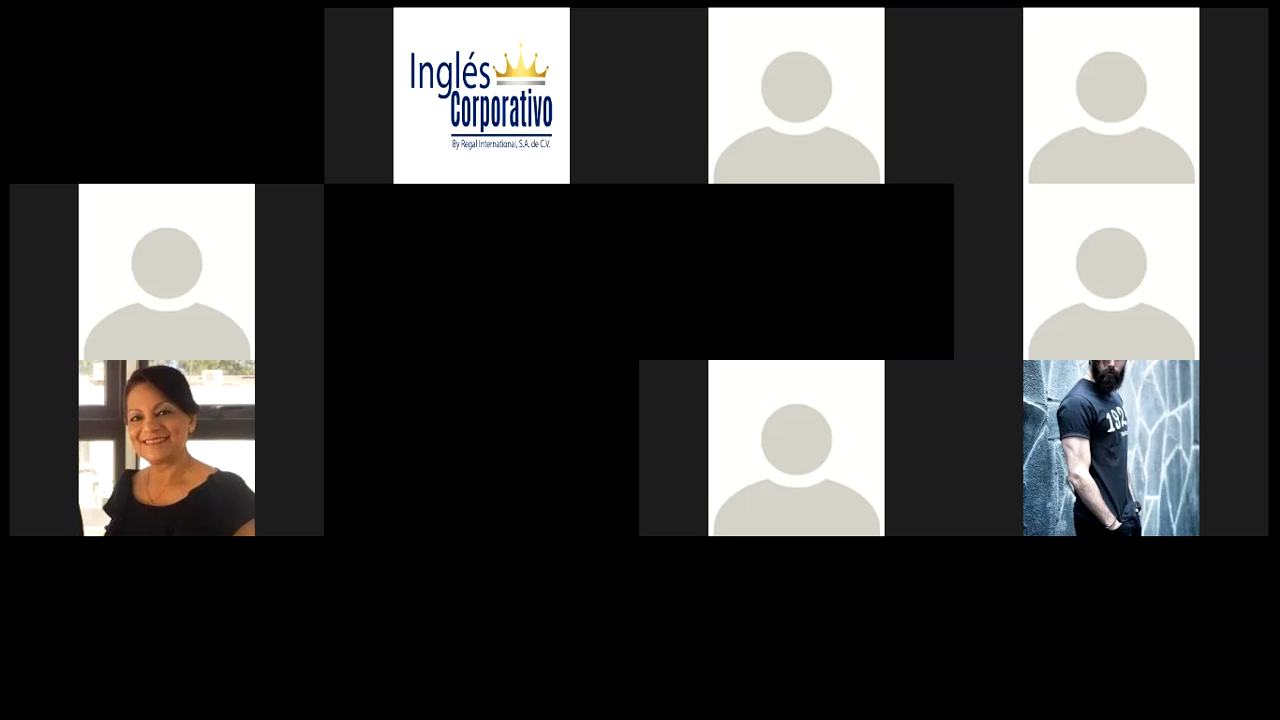 Inglés
Corporativo
By Regal International, S.A. de C.V.